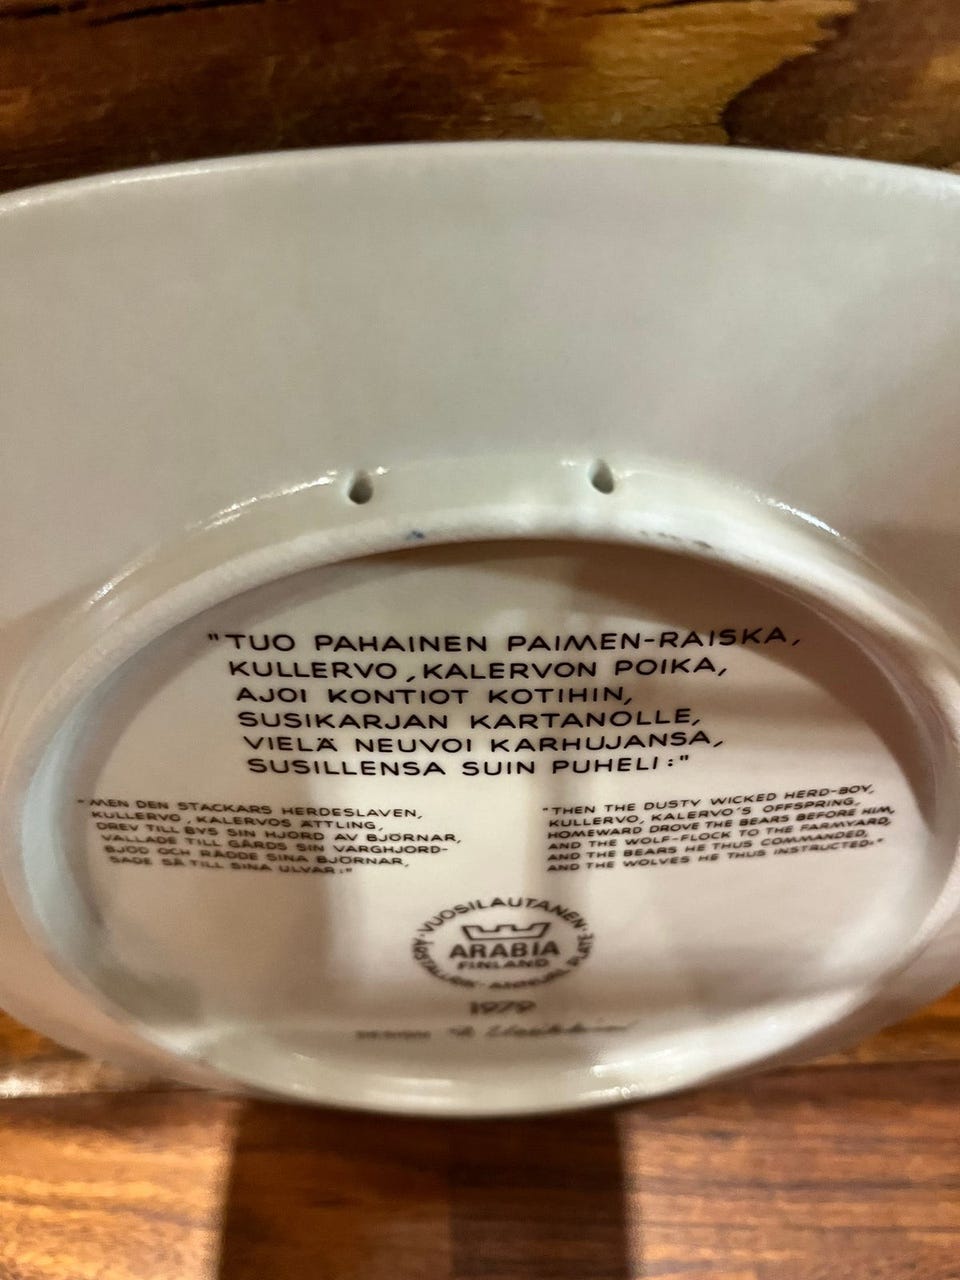 "TUO PAHAINEN PAIMEN-RAISKA,
KULLERVO, KALERVON POIKA,
AJOI KONTIOT KOTIHIN,
SUSIKARJAN KARTANOLLE,
VIELÄ NEUVOI KARHUJANSA,
SUSILLENSA SUIN PUHELI:"
"MEN DEN STACKARS HERDESLAVEN,
KULLERVO, KALERVOS ÄTTLING,
DREV TILL BYS SIN HJORD AV BJÖRNAR,
VALLADE TILL GÅRDS SIN VARGHJORD-
BJÖD OCH RÅDDE SINA BJÖRNAR,
SADE SÅ TILL SINA ULVAR:"
"THEN THE DUSTY WICKED HERD-BOY,
KULLERVO, KALERVO'S OFFSPRING,
HOMEWARD DROVE THE BEARS BEFORE HIM,
AND THE WOLF-FLOCK TO THE FARMYARD,
AND THE BEARS HE THUS COMMANDED,
AND THE WOLVES HE THUS INSTRUCTED."
VUOSILAUTANEN · ANNUAL PLATE · ÅRSTALLRIK
ARABIA
FINLAND
1979
DESIGN